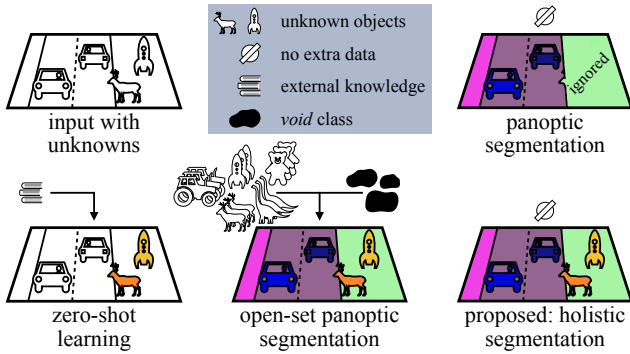 unknown objects
no extra data
external knowledge
void class
input with
unknowns
ignored
panoptic
segmentation
zero-shot
learning
open-set panoptic
segmentation
proposed: holistic
segmentation